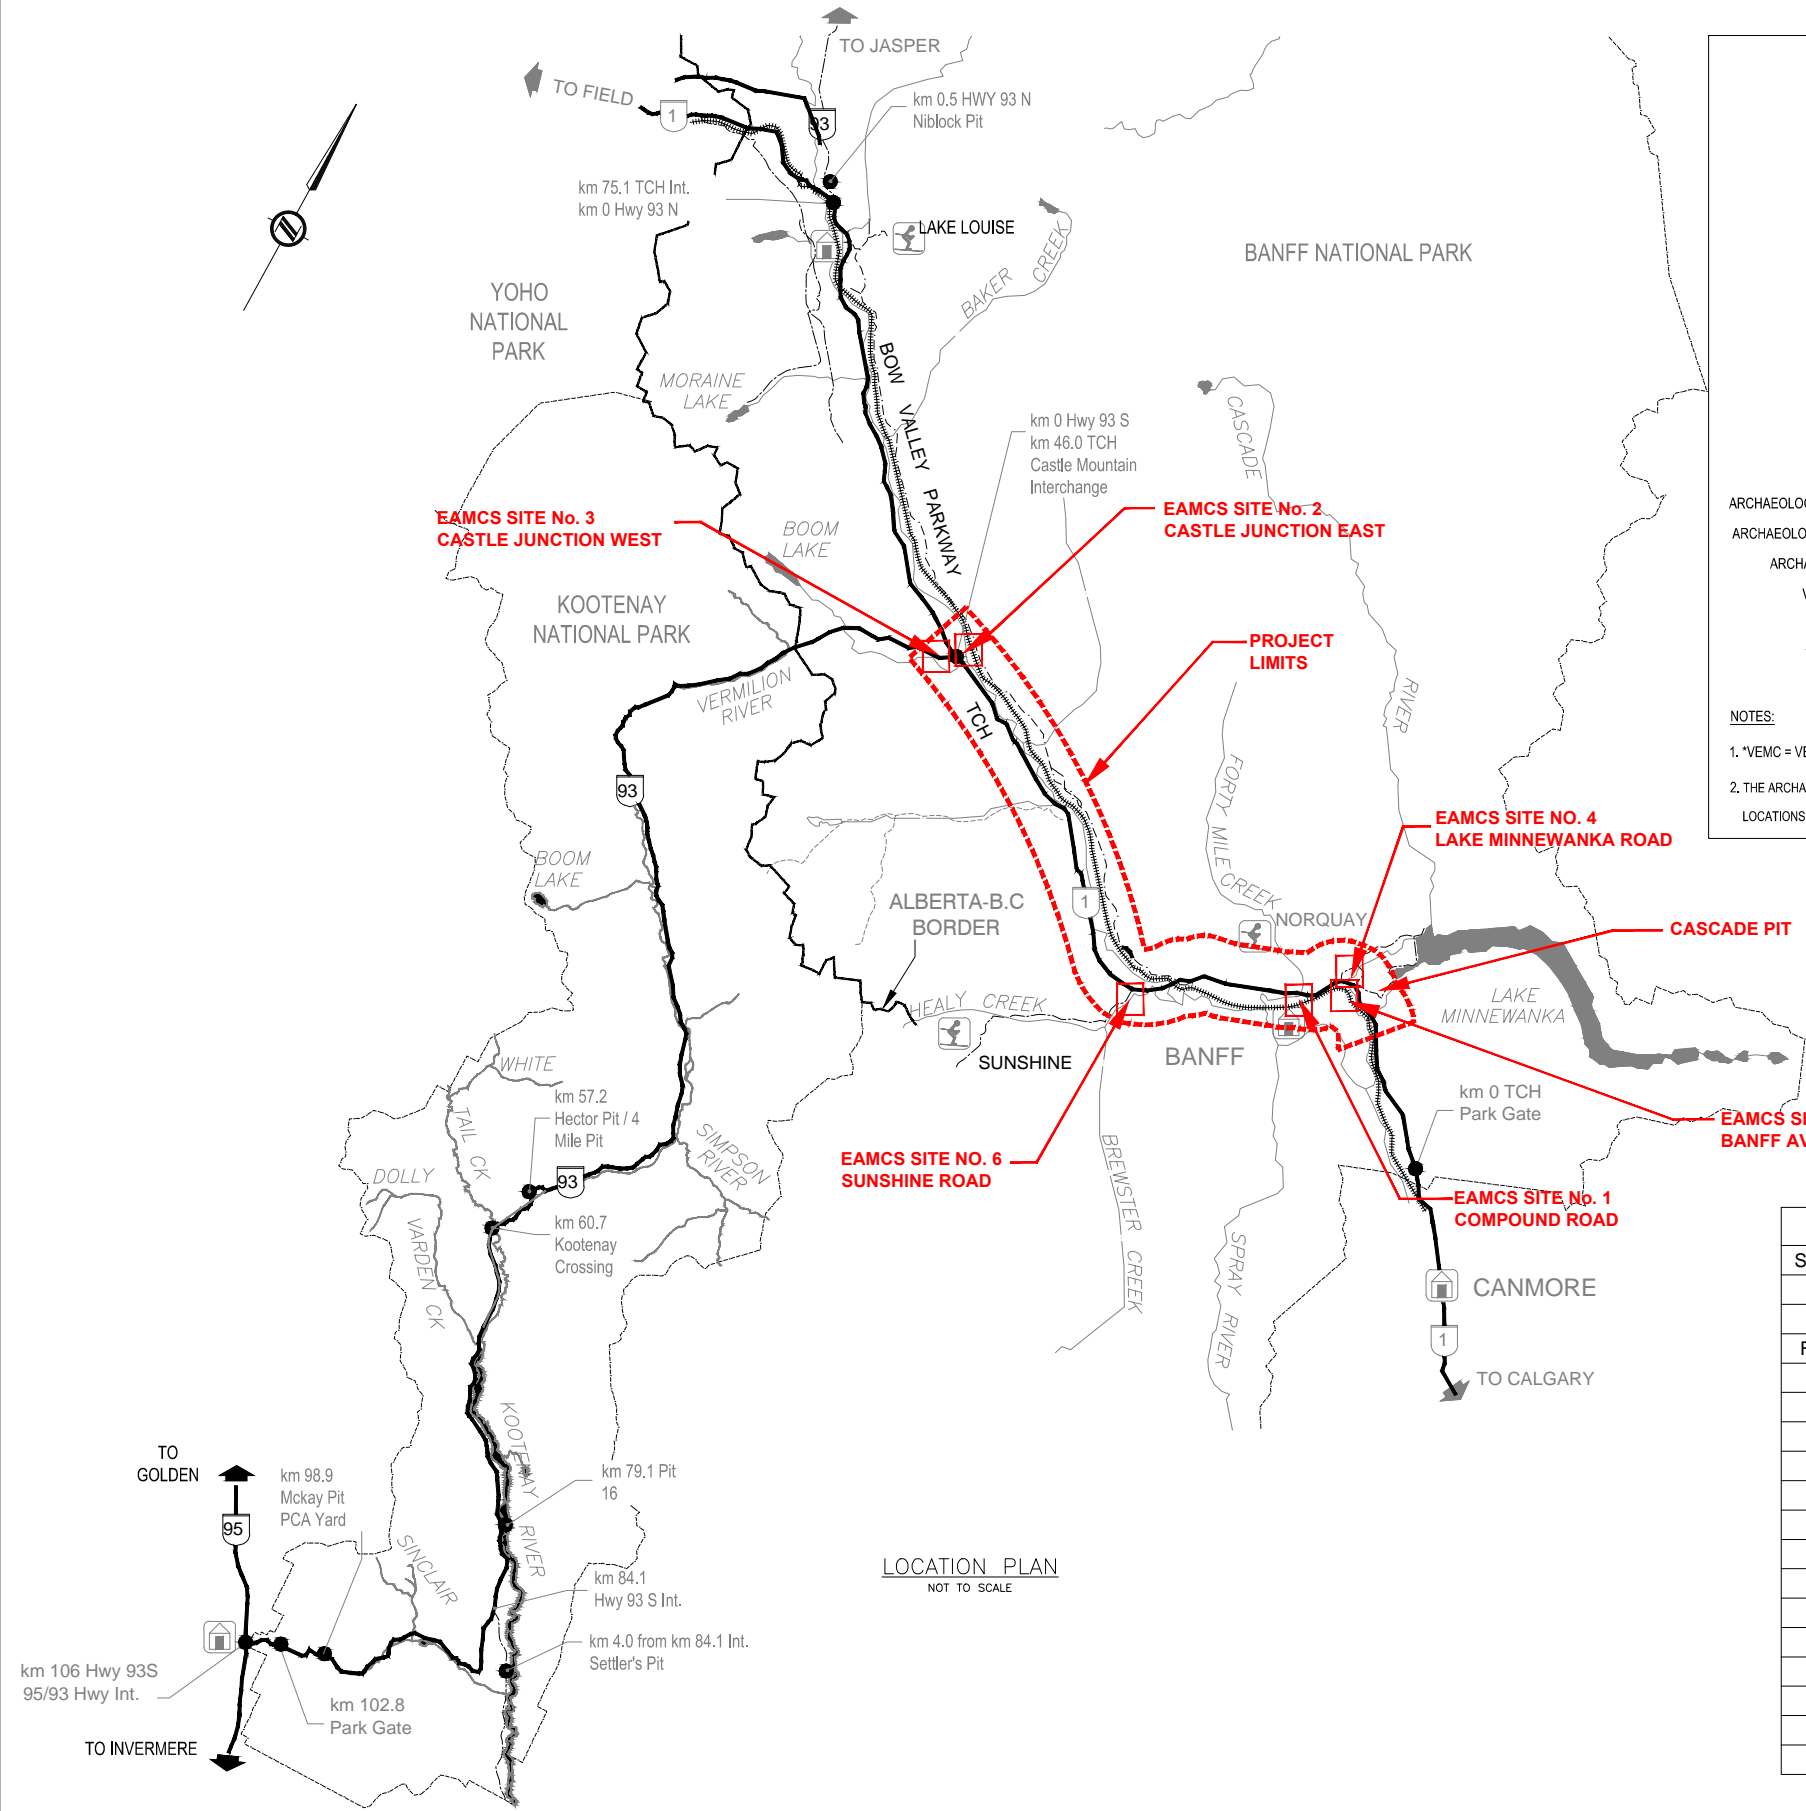 TO JASPER
TO FIELD
1
93
km 0.5 HWY 93 N
Niblock Pit
km 75.1 TCH Int.
km 0 Hwy 93 N
LAKE LOUISE
BAKER CREEK
BANFF NATIONAL PARK
YOHO
NATIONAL
PARK
MORAINE
LAKE
BOW VALLEY PARKWAY
CASCADE
RIVER
km 0 Hwy 93 S
km 46.0 TCH
Castle Mountain
Interchange
EAMCS SITE No. 3
CASTLE JUNCTION WEST
EAMCS SITE No. 2
CASTLE JUNCTION EAST
BOOM
LAKE
KOOTENAY
NATIONAL PARK
PROJECT
LIMITS
VERMILION
RIVER
TCH
93
FORTY MILE CREEK
NOTES:
1. *VEMC = 
2. THE
LOCATIONS
EAMCS SITE NO. 4
LAKE MINNEWANKA ROAD
BOOM
LAKE
ALBERTA-B.C
BORDER
1
NORQUAY
CASCADE PIT
HEALY CREEK
LAKE
MINNEWANKA
SUNSHINE
BANFF
WHITE
TAIL CK
km 57.2
Hector Pit / 4
Mile Pit
km 0 TCH
Park Gate
EAMCS
BANFF
SIMPSON
RIVER
BREWSTER CREEK
EAMCS SITE NO. 6
SUNSHINE ROAD
DOLLY
VARDEN CK
93
EAMCS SITE No. 1
COMPOUND ROAD
km 60.7
Kootenay
Crossing
SPRAY RIVER
CANMORE
1
TO CALGARY
KOOTENAY
RIVER
TO
GOLDEN
95
km 98.9
Mckay Pit
PCA Yard
km 79.1 Pit
16
SINCLAIR
LOCATION PLAN
NOT TO SCALE
km 84.1
Hwy 93 S Int.
km 4.0 from km 84.1 Int.
Settler's Pit
km 106 Hwy 93S
95/93 Hwy Int.
km 102.8
Park Gate
TO INVERMERE